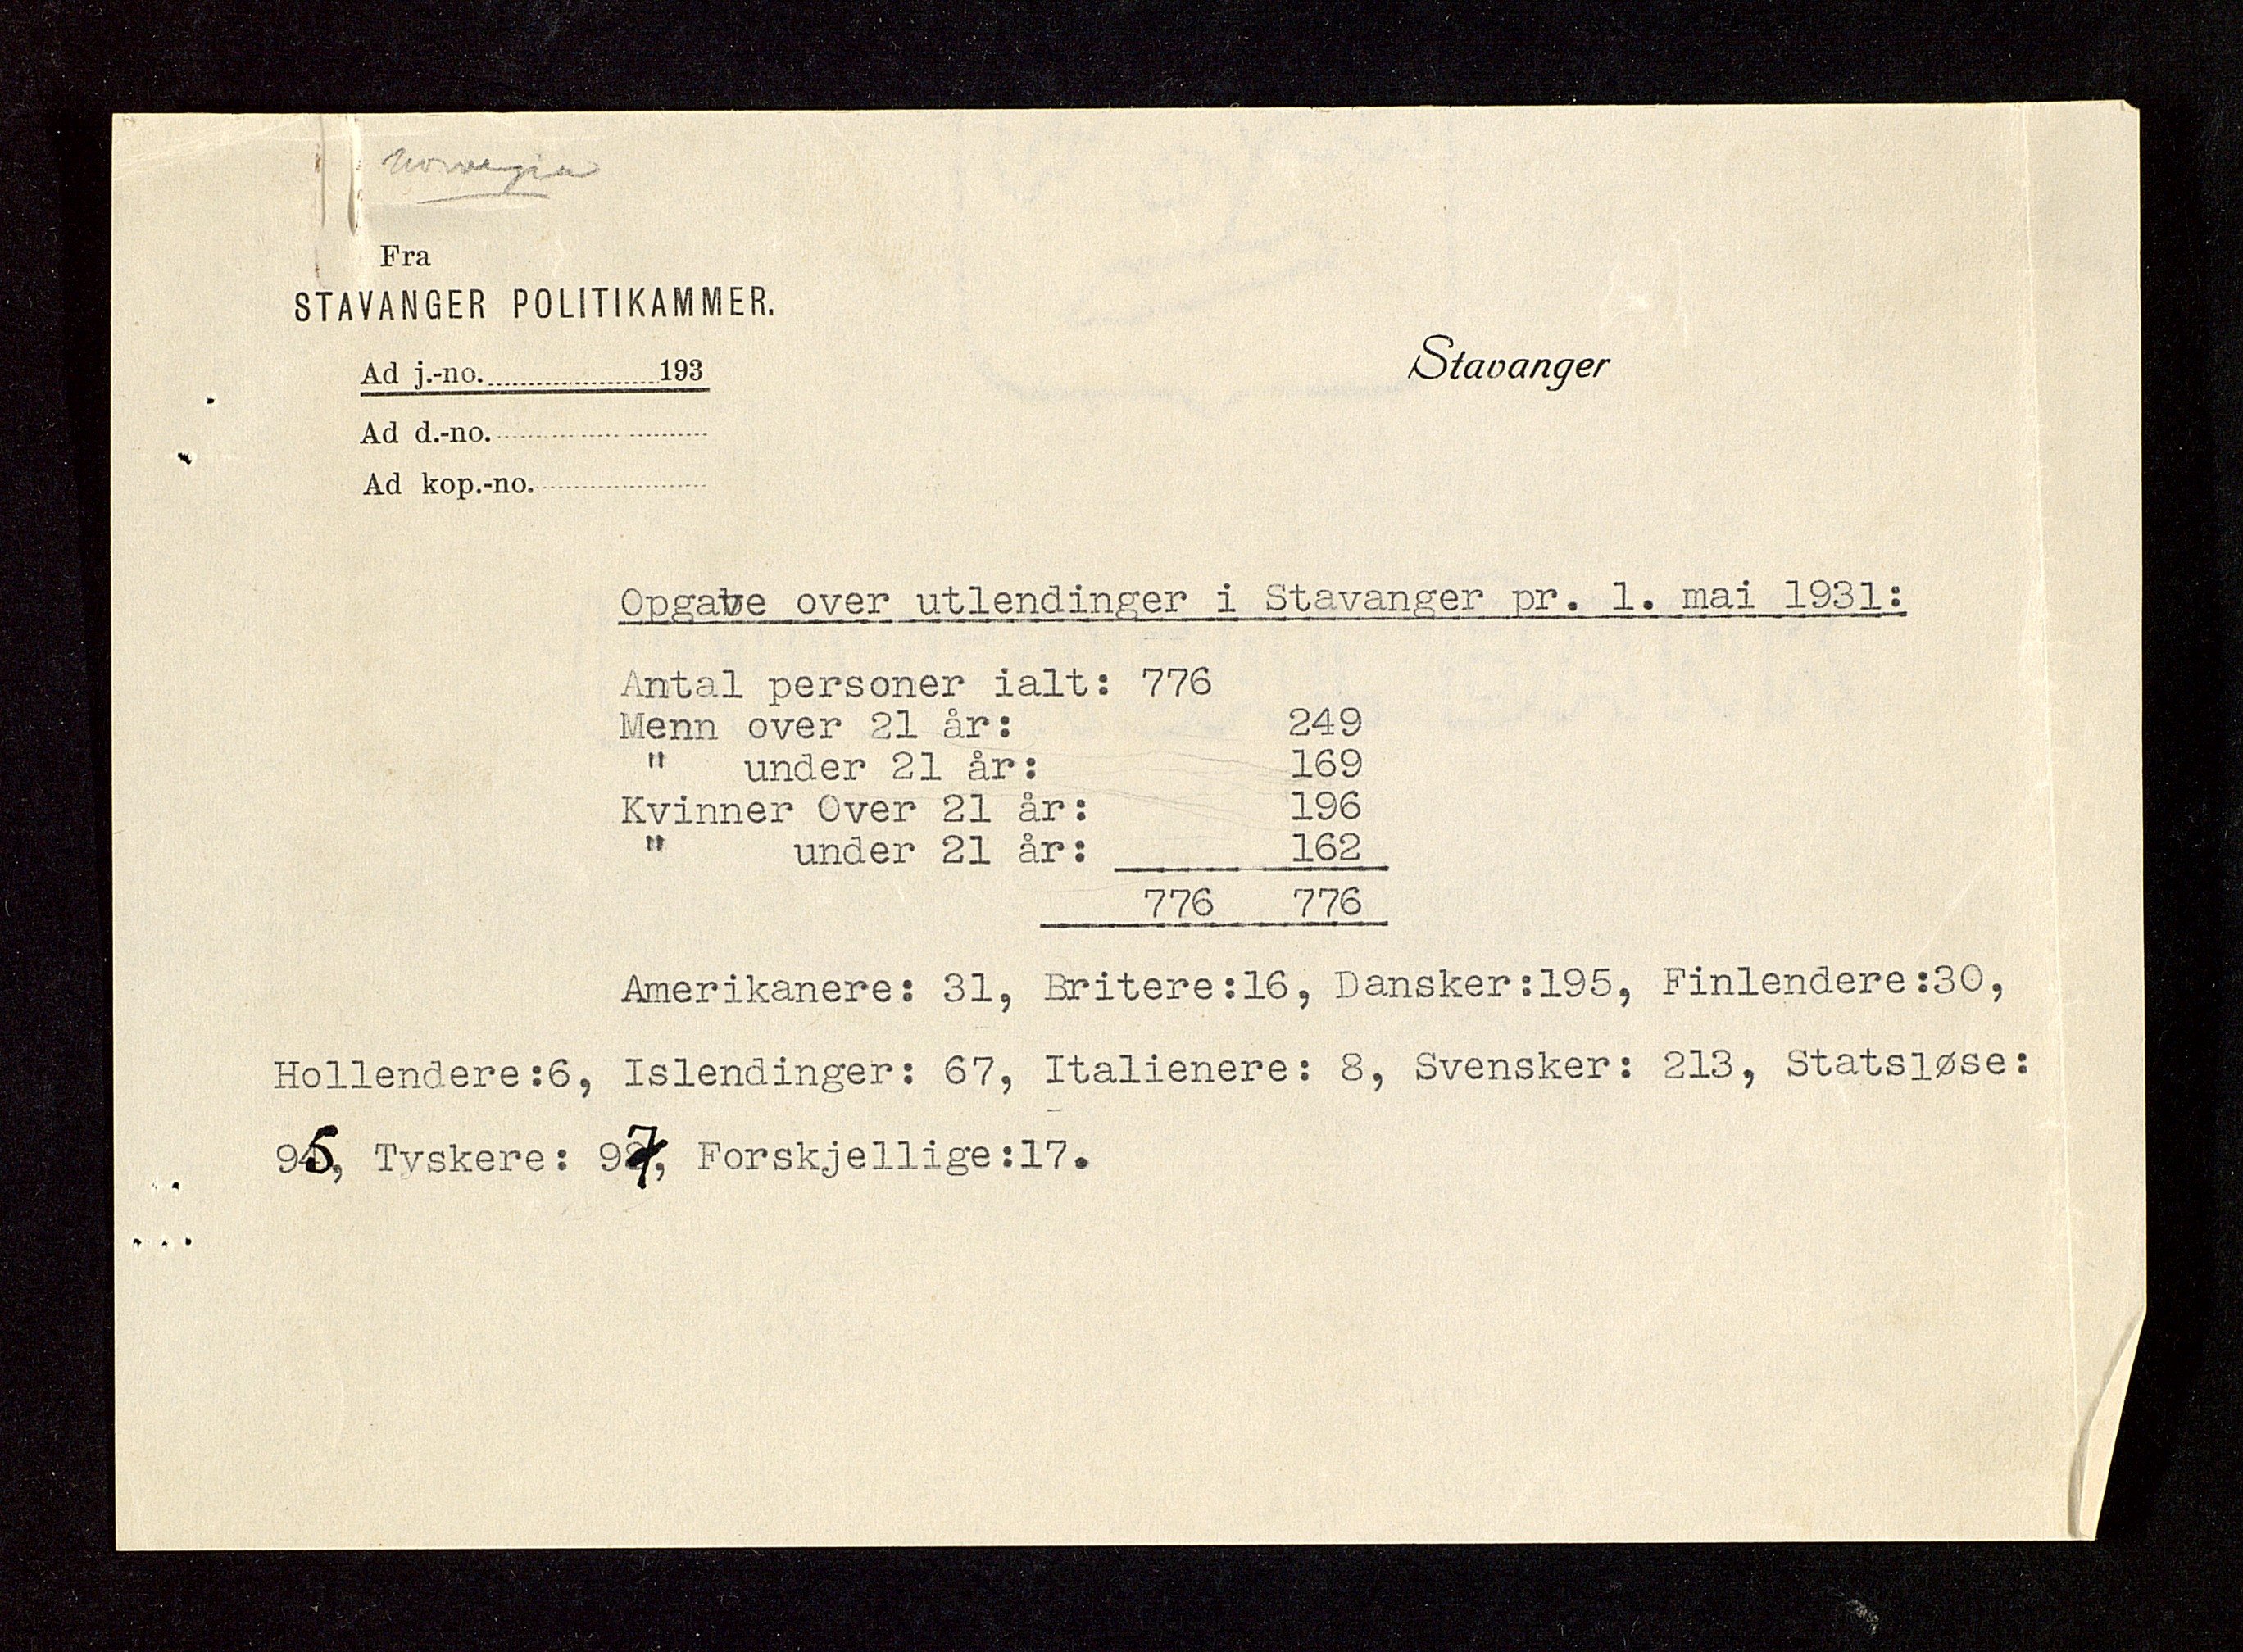 Norwegia
Fra
STAVANGER POLITIKAMMER.
Ad j.-no. 193
Ad d.-no.
Ad kop.-no.
Stavanger
Opgave over utlendinger i Stavanger pr. 1. mai 1931:
Antal personer ialt: 776
Menn over 21 år: 249
" under 21 år: 169
Kvinner Over 21 år: 196
" under 21 år: 162
776 776
Amerikanere: 31, Britere:16, Dansker:195, Finlendere:30,
Hollendere:6, Islendinger: 67, Italienere: 8, Svensker: 213, Statsløse:
95, Tyskere: 97, Forskjellige:17.